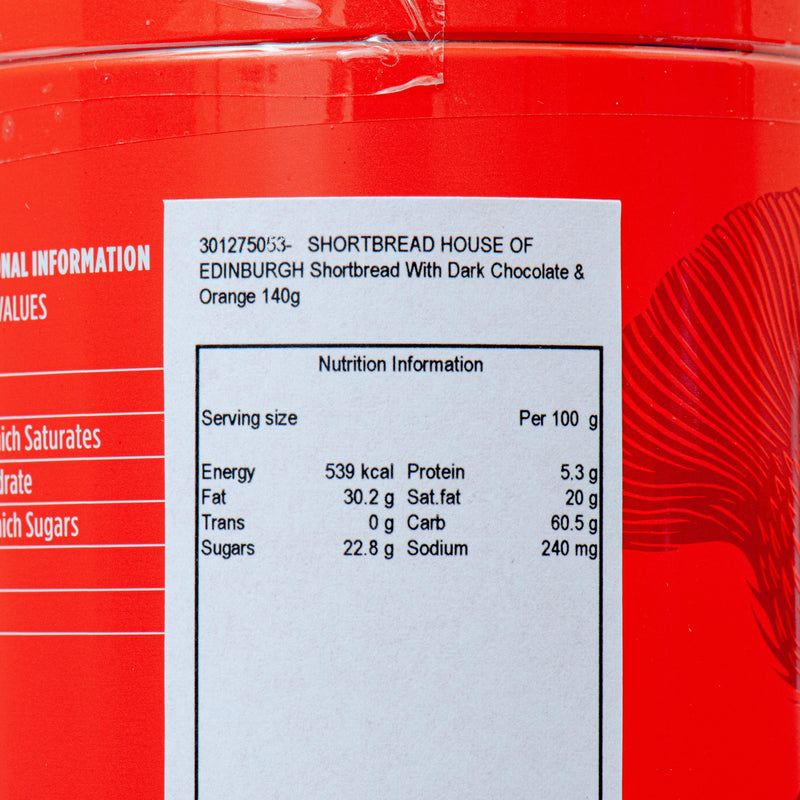 NAL INFORMATION
VALUES
ich Saturates
drate
ich Sugars
301275053- SHORTBREAD HOUSE OF
EDINBURGH Shortbread With Dark Chocolate &
Orange 140g
Nutrition Information
Serving size Per 100 g
Energy 539 kcal Protein 5.3 g
Fat 30.2 g Sat.fat 20 g
Trans 0 g Carb 60.5 g
Sugars 22.8 g Sodium 240 mg